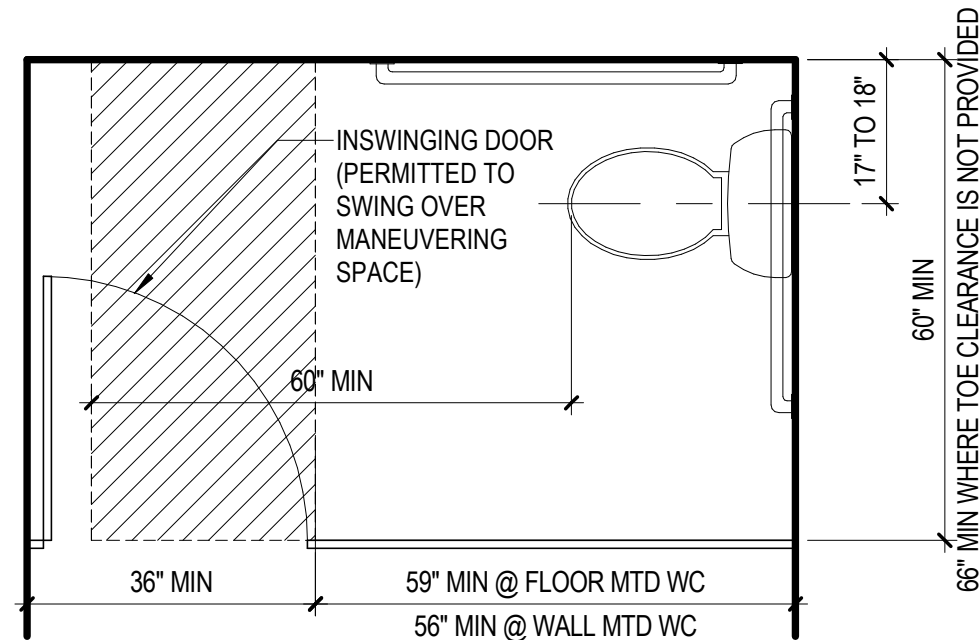 INSWINGING DOOR
(PERMITTED TO
SWING OVER
MANEUVERING
SPACE)
17" TO 18"
60" MIN
66" MIN WHERE TOE CLEARANCE IS NOT PROVIDED
60" MIN
36" MIN
59" MIN @ FLOOR MTD WC
56" MIN @ WALL MTD WC